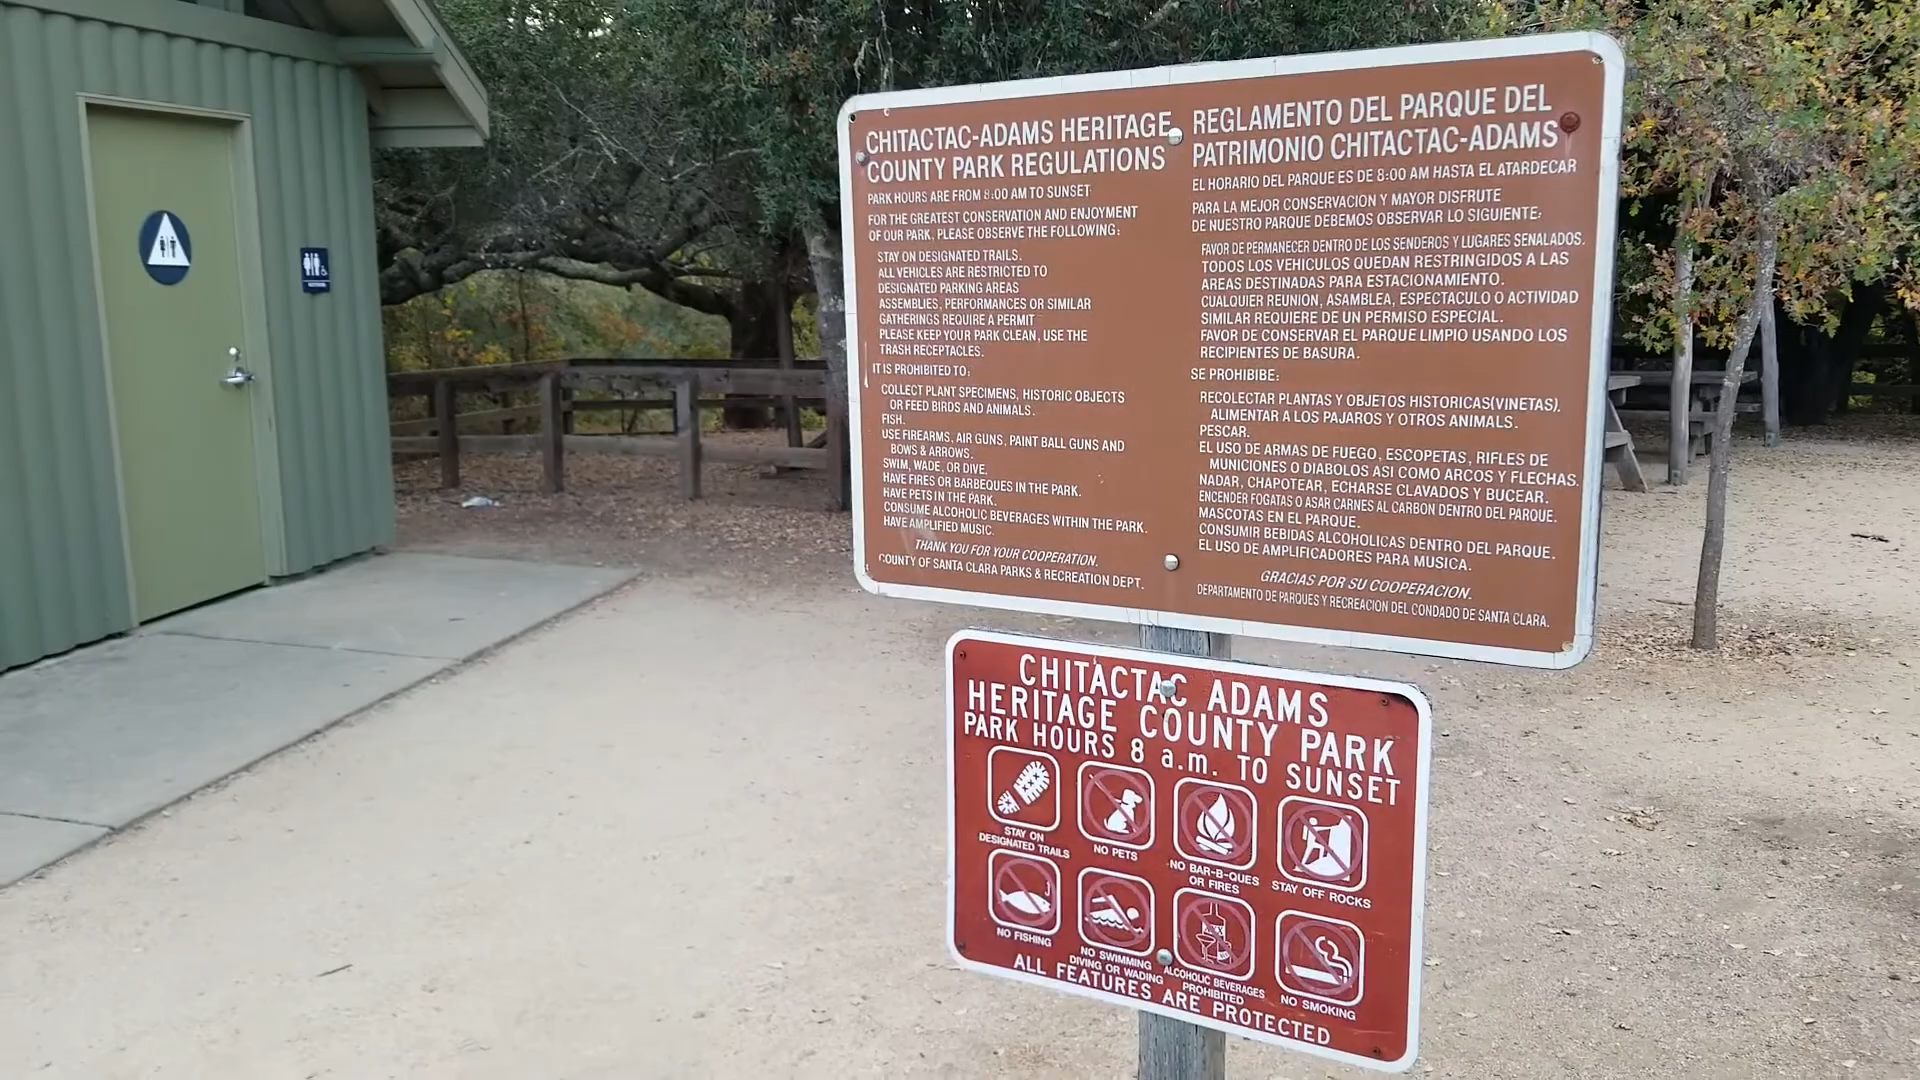 CHITACTAC-ADAMS HERITAGE
COUNTY PARK REGULATIONS
PARK HOURS ARE FROM 8:00 AM TO SUNSET
FOR THE GREATEST CONSERVATION AND ENJOYMENT
OF OUR PARK, PLEASE OBSERVE THE FOLLOWING:
STAY ON DESIGNATED TRAILS.
ALL VEHICLES ARE RESTRICTED TO
DESIGNATED PARKING AREAS
ASSEMBLIES, PERFORMANCES OR SIMILAR
GATHERINGS REQUIRE A PERMIT
PLEASE KEEP YOUR PARK CLEAN, USE THE
TRASH RECEPTACLES.
IT IS PROHIBITED TO:
COLLECT PLANT SPECIMENS, HISTORIC OBJECTS
OR FEED BIRDS AND ANIMALS.
FISH.
USE FIREARMS, AIR GUNS, PAINT BALL GUNS AND
BOWS & ARROWS.
SWIM, WADE, OR DIVE.
HAVE FIRES OR BARBEQUES IN THE PARK.
HAVE PETS IN THE PARK.
CONSUME ALCOHOLIC BEVERAGES WITHIN THE PARK.
HAVE AMPLIFIED MUSIC.
THANK YOU FOR YOUR COOPERATION.
COUNTY OF SANTA CLARA PARKS & RECREATION DEPT.
REGLAMENTO DEL PARQUE DEL
PATRIMONIO CHITACTAC-ADAMS
EL HORARIO DEL PARQUE ES DE 8:00 AM HASTA EL ATARDECAR
PARA LA MEJOR CONSERVACION Y MAYOR DISFRUTE
DE NUESTRO PARQUE DEBEMOS OBSERVAR LO SIGUIENTE:
FAVOR DE PERMANECER DENTRO DE LOS SENDEROS Y LUGARES SENALADOS.
TODOS LOS VEHICULOS QUEDAN RESTRINGIDOS A LAS
AREAS DESTINADAS PARA ESTACIONAMIENTO.
CUALQUIER REUNION, ASAMBLEA, ESPECTACULO O ACTIVIDAD
SIMILAR REQUIERE DE UN PERMISO ESPECIAL.
FAVOR DE CONSERVAR EL PARQUE LIMPIO USANDO LOS
RECIPIENTES DE BASURA.
SE PROHIBIBE:
RECOLECTAR PLANTAS Y OBJETOS HISTORICAS(VINETAS).
ALIMENTAR A LOS PAJAROS Y OTROS ANIMALS.
PESCAR.
EL USO DE ARMAS DE FUEGO, ESCOPETAS, RIFLES DE
MUNICIONES O DIABOLOS ASI COMO ARCOS Y FLECHAS.
NADAR, CHAPOTEAR, ECHARSE CLAVADOS Y BUCEAR.
ENCENDER FOGATAS O ASAR CARNES AL CARBON DENTRO DEL PARQUE.
MASCOTAS EN EL PARQUE.
CONSUMIR BEBIDAS ALCOHOLICAS DENTRO DEL PARQUE.
EL USO DE AMPLIFICADORES PARA MUSICA.
GRACIAS POR SU COOPERACION.
DEPARTAMENTO DE PARQUES Y RECREACION DEL CONDADO DE SANTA CLARA.
CHITACTAC ADAMS
HERITAGE COUNTY PARK
PARK HOURS 8 a.m. TO SUNSET
STAY ON
DESIGNATED TRAILS
NO PETS
NO BAR-B-QUES
OR FIRES
STAY OFF ROCKS
NO FISHING
NO SWIMMING
DIVING OR WADING
ALCOHOLIC BEVERAGES
PROHIBITED
NO SMOKING
ALL FEATURES ARE PROTECTED